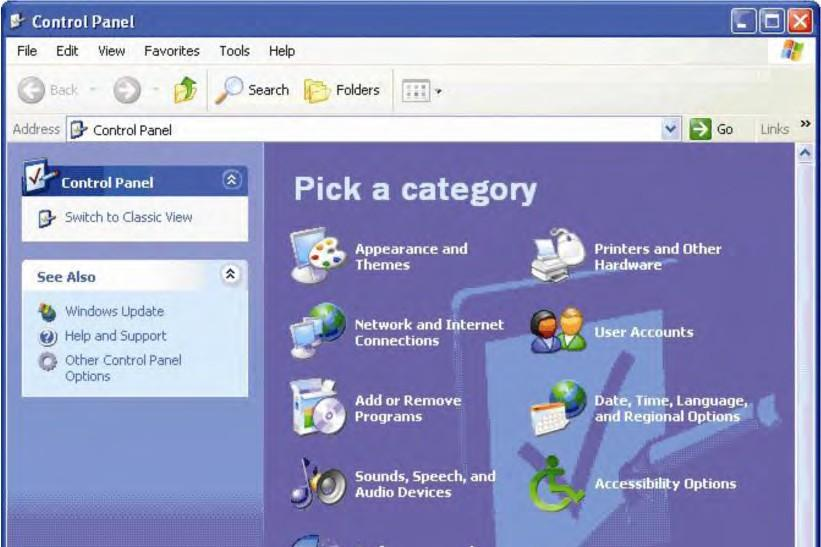 Control Panel
File Edit View Favorites Tools Help
Back Search Folders
Address Control Panel Go Links »
Control Panel
Switch to Classic View
See Also
Windows Update
Help and Support
Other Control Panel
Options
Pick a category
Appearance and
Themes
Printers and Other
Hardware
Network and Internet
Connections
User Accounts
Add or Remove
Programs
Date, Time, Language,
and Regional Options
Sounds, Speech, and
Audio Devices
Accessibility Options